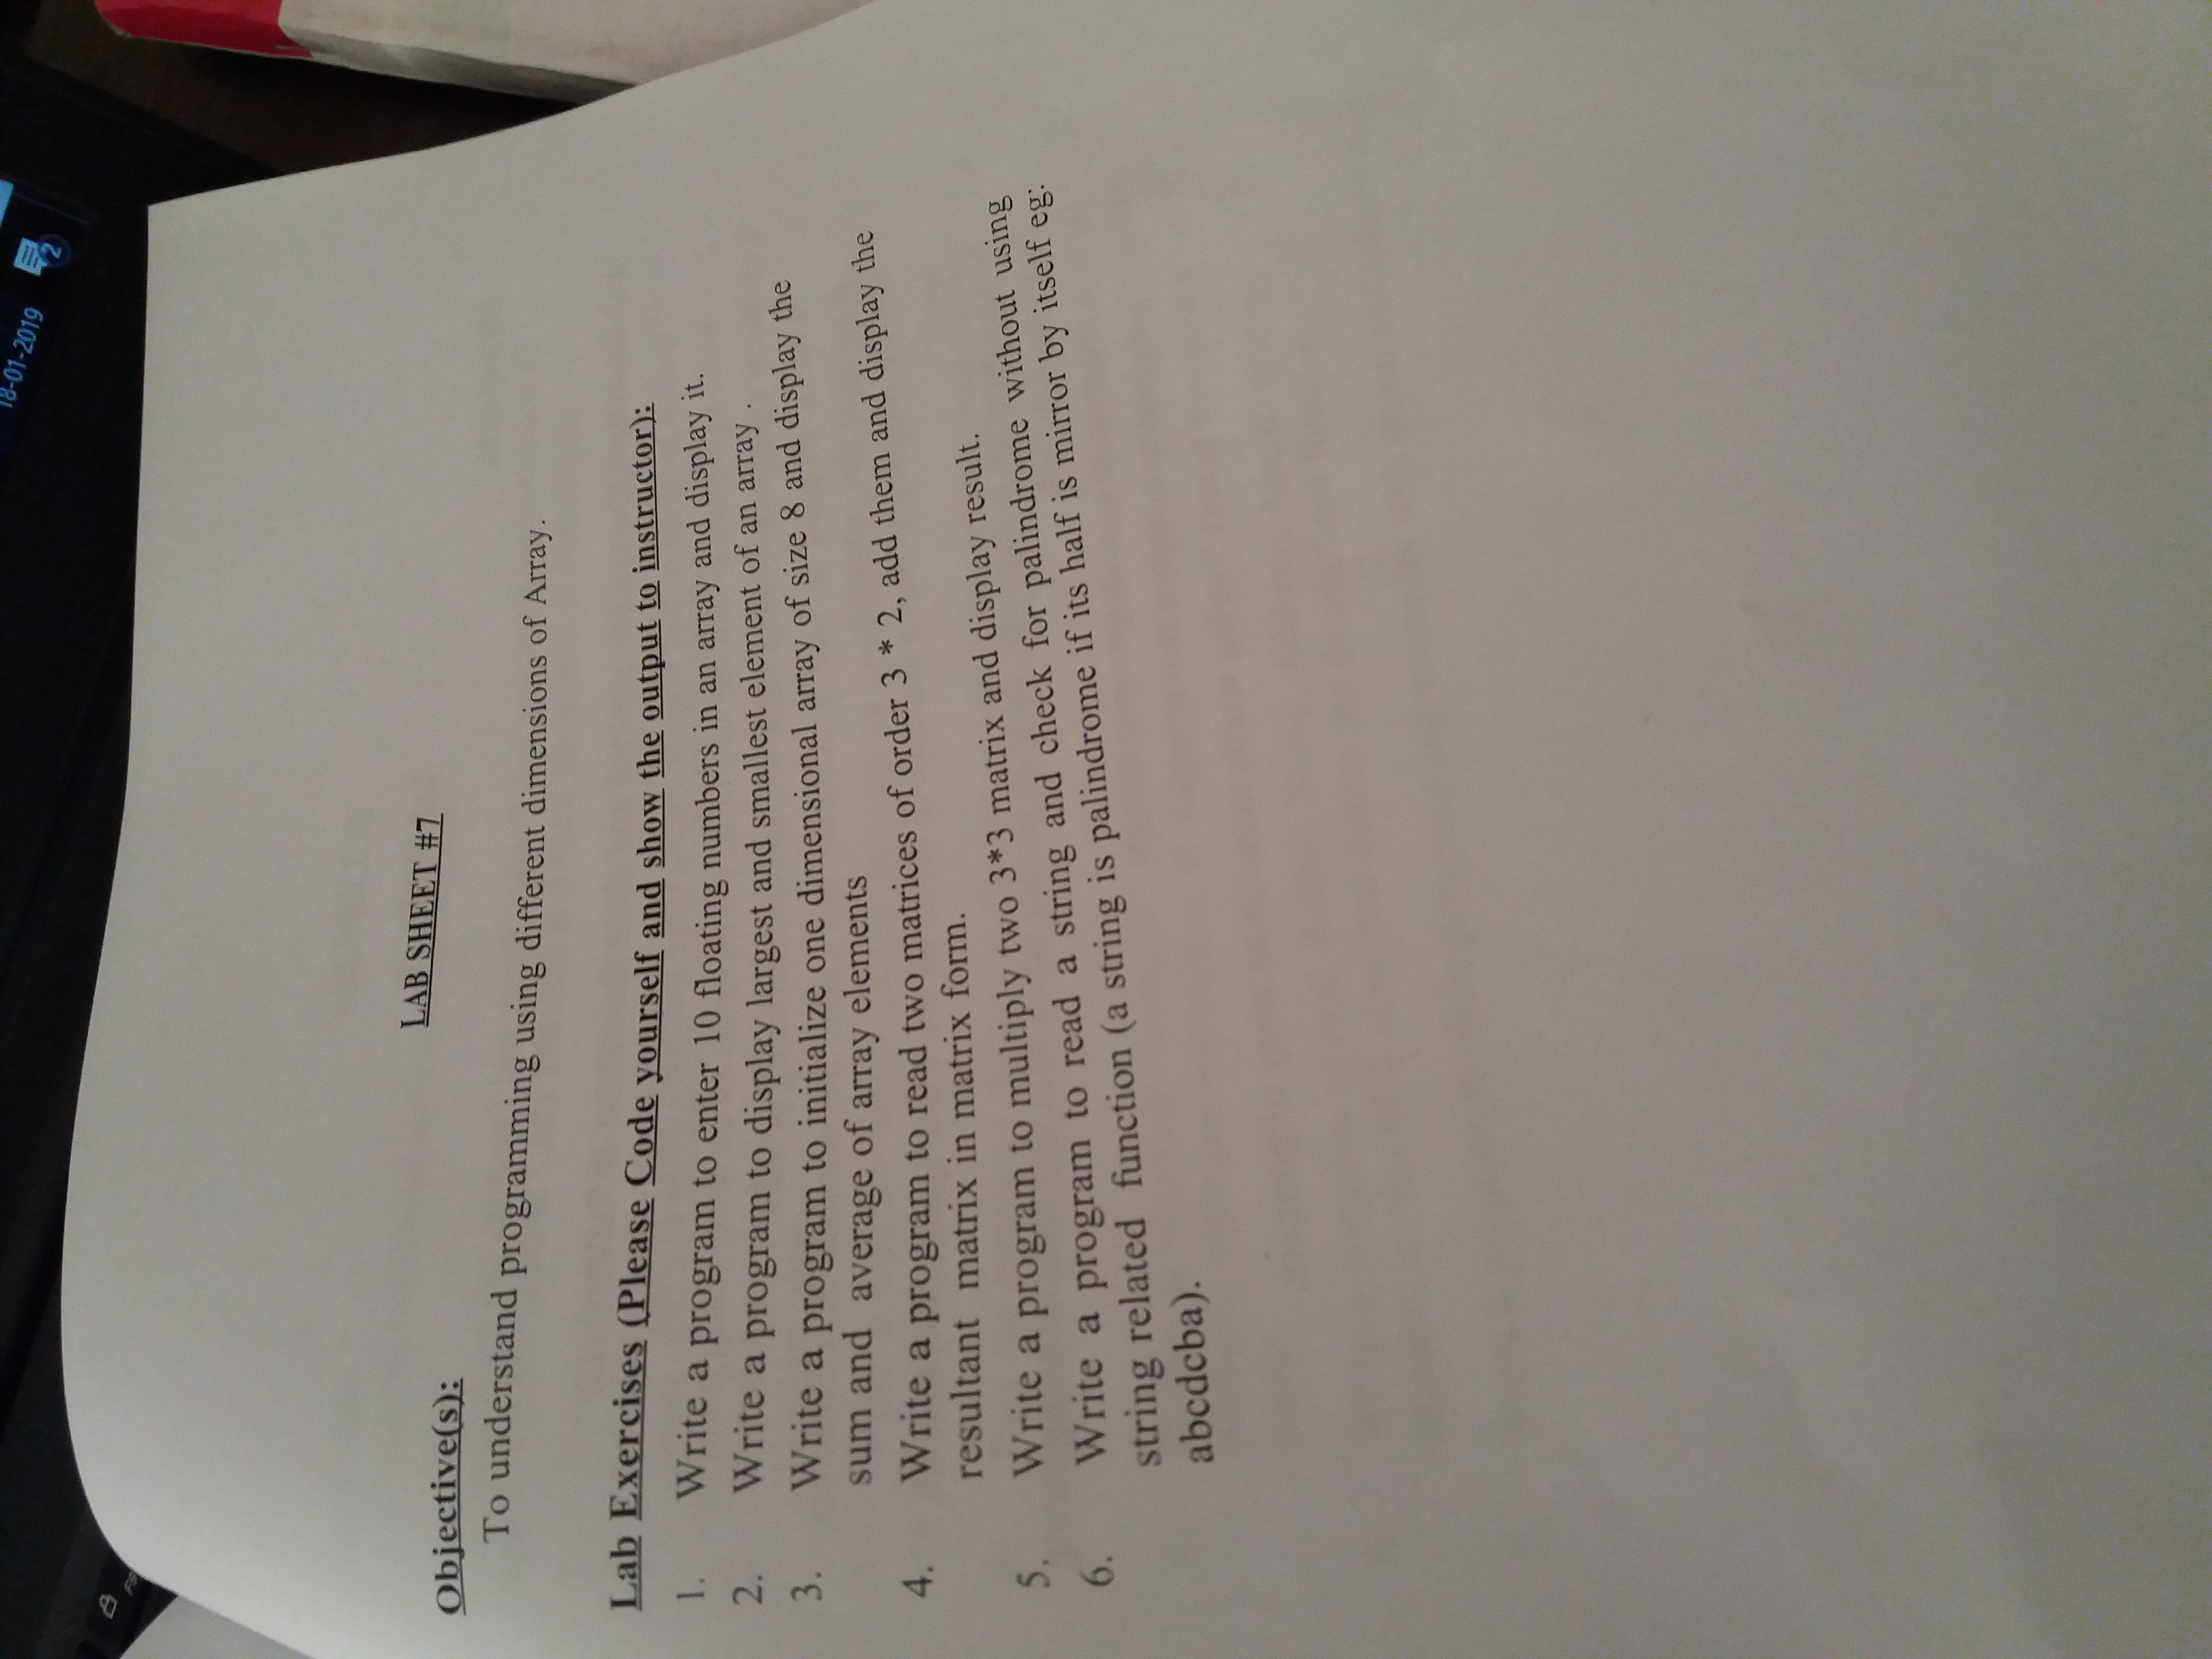 18-01-2019
2
F9
LAB SHEET #7
Objective(s):
To understand programming using different dimensions of Array.
Lab Exercises (Please Code yourself and show the output to instructor):
1. Write a program to enter 10 floating numbers in an array and display it.
2. Write a program to display largest and smallest element of an array .
3. Write a program to initialize one dimensional array of size 8 and display the
sum and average of array elements
4. Write a program to read two matrices of order 3 * 2, add them and display the
resultant matrix in matrix form.
5. Write a program to multiply two 3*3 matrix and display result.
6. Write a program to read a string and check for palindrome without using
string related function (a string is palindrome if its half is mirror by itself eg:
abcdcba).